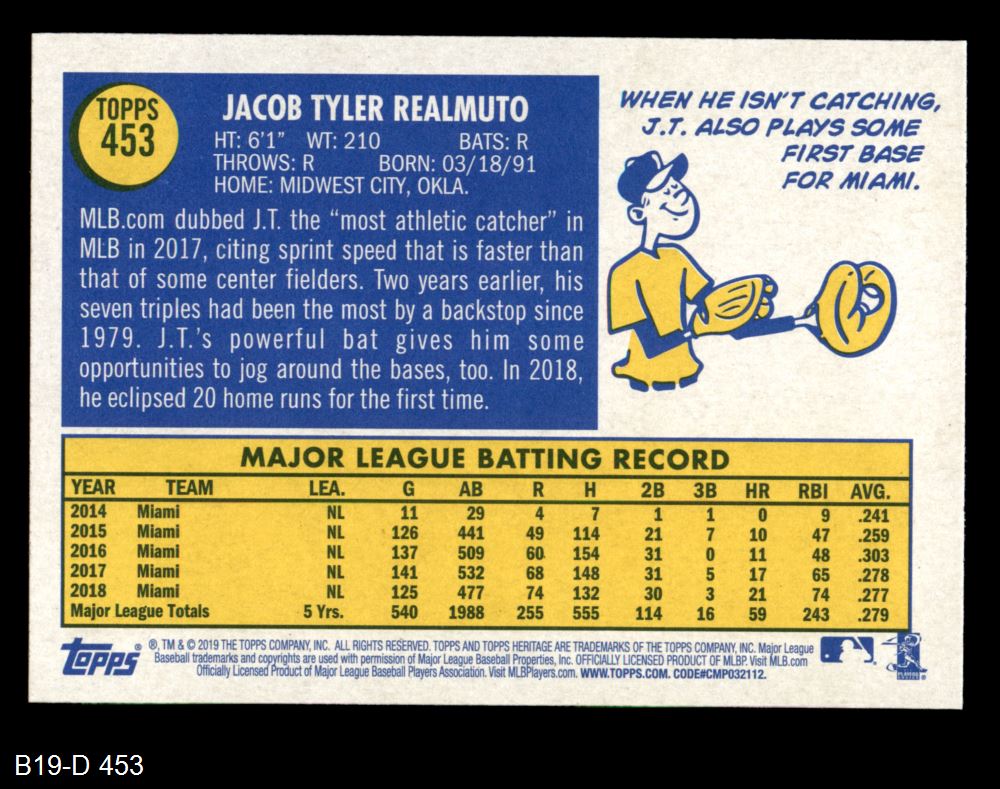 TOPPS
453
JACOB TYLER REALMUTO
HT: 6'1" WT: 210 BATS: R
THROWS: R BORN: 03/18/91
HOME: MIDWEST CITY, OKLA.
MLB.com dubbed J.T. the “most athletic catcher” in
MLB in 2017, citing sprint speed that is faster than
that of some center fielders. Two years earlier, his
seven triples had been the most by a backstop since
1979. J.T.'s powerful bat gives him some
opportunities to jog around the bases, too. In 2018,
he eclipsed 20 home runs for the first time.
WHEN HE ISN'T CATCHING,
J.T. ALSO PLAYS SOME
FIRST BASE
FOR MIAMI.
MAJOR LEAGUE BATTING RECORD
YEAR TEAM LEA. G AB R H 2B 3B HR RBI AVG.
2014 Miami NL 11 29 4 7 1 1 0 9 .241
2015 Miami NL 126 441 49 114 21 7 10 47 .259
2016 Miami NL 137 509 60 154 31 0 11 48 .303
2017 Miami NL 141 532 68 148 31 5 17 65 .278
2018 Miami NL 125 477 74 132 30 3 21 74 .277
Major League Totals 5 Yrs. 540 1988 255 555 114 16 59 243 .279
Topps®
®, TM & © 2019 THE TOPPS COMPANY, INC. ALL RIGHTS RESERVED. TOPPS AND TOPPS HERITAGE ARE TRADEMARKS OF THE TOPPS COMPANY, INC. Major League
Baseball trademarks and copyrights are used with permission of Major League Baseball Properties, Inc. OFFICIALLY LICENSED PRODUCT OF MLBP. Visit MLB.com
Officially Licensed Product of Major League Baseball Players Association. Visit MLBPlayers.com. WWW.TOPPS.COM. CODE#CMP032112.
B19-D 453